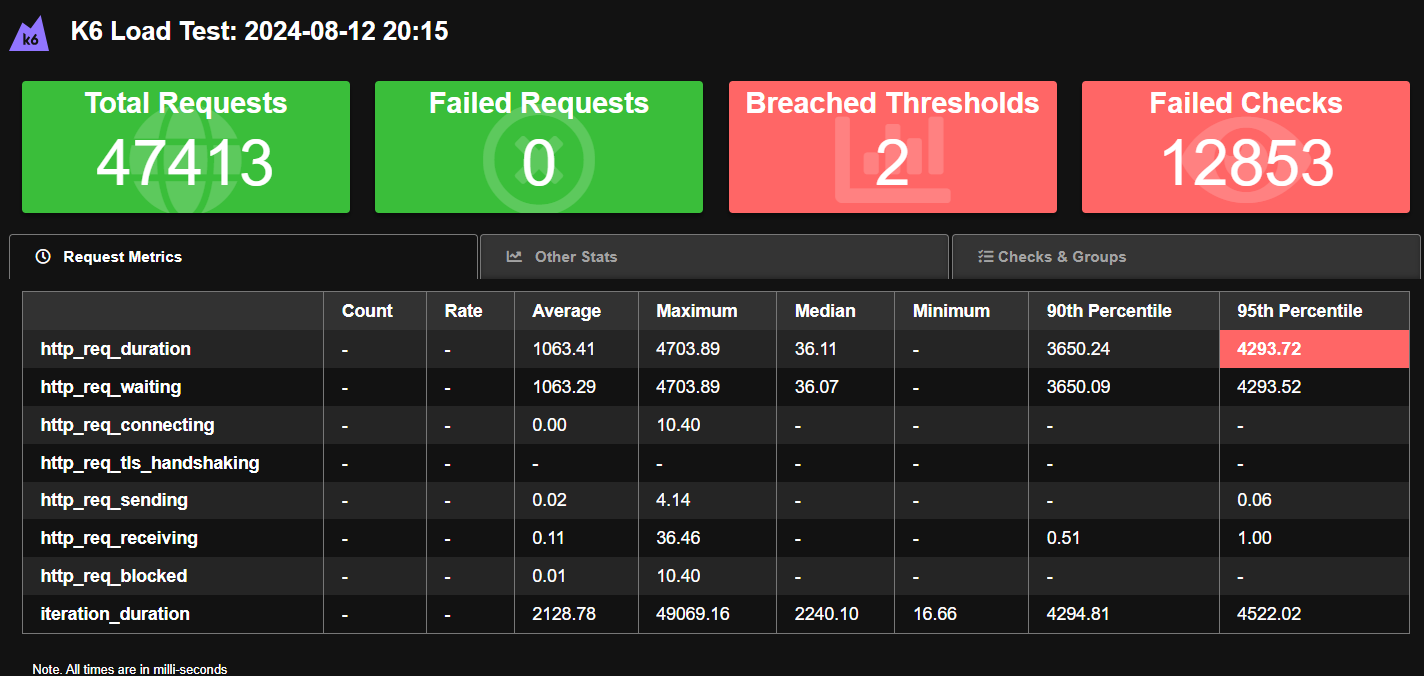 k6 K6 Load Test: 2024-08-12 20:15
Total Requests Failed Requests Breached Thresholds Failed Checks
47413 0 2 12853
Request Metrics Other Stats Checks & Groups
Count Rate Average Maximum Median Minimum 90th Percentile 95th Percentile
http_req_duration - - 1063.41 4703.89 36.11 - 3650.24 4293.72
http_req_waiting - - 1063.29 4703.89 36.07 - 3650.09 4293.52
http_req_connecting - - 0.00 10.40 - - - -
http_req_tls_handshaking - - - - - - - -
http_req_sending - - 0.02 4.14 - - - 0.06
http_req_receiving - - 0.11 36.46 - - 0.51 1.00
http_req_blocked - - 0.01 10.40 - - - -
iteration_duration - - 2128.78 49069.16 2240.10 16.66 4294.81 4522.02
Note. All times are in milli-seconds